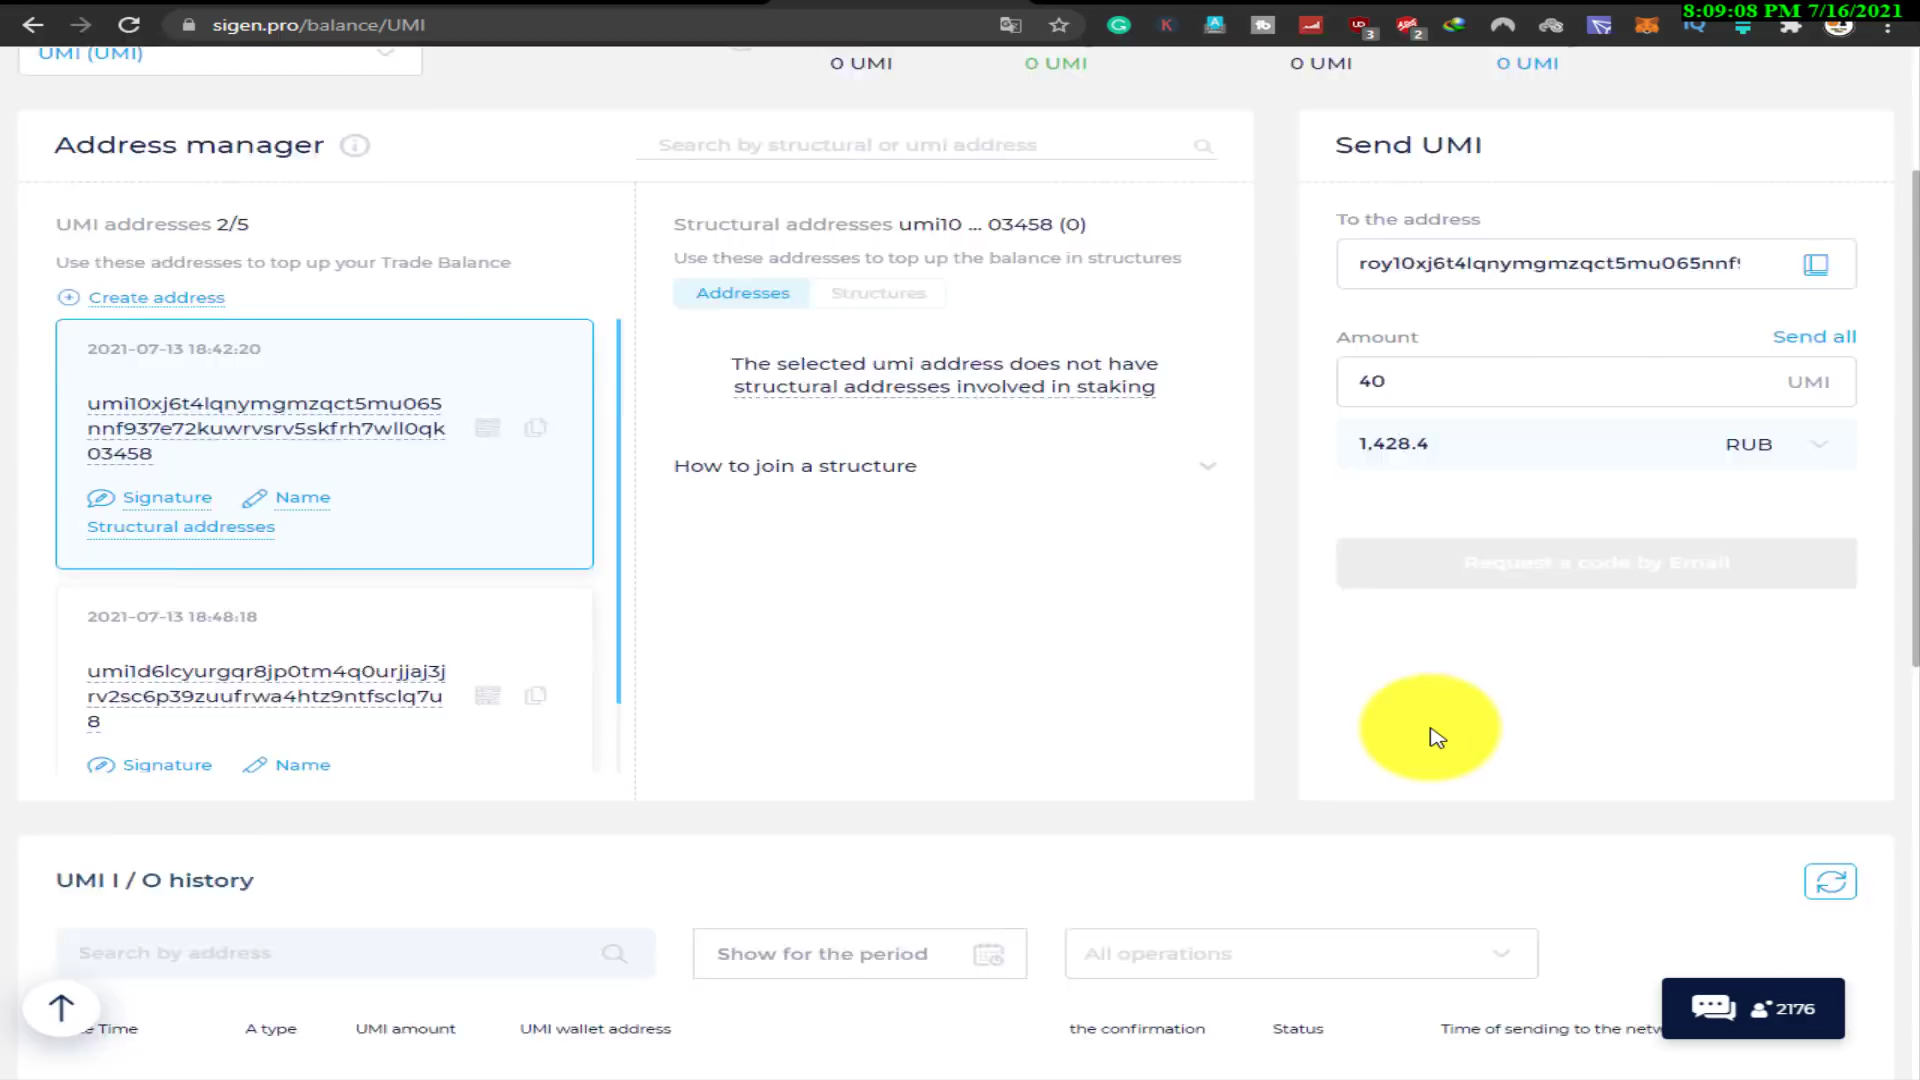 8:09:08 PM 7/16/2021
sigen.pro/balance/UMI
3
2
UMI (UMI)
0 UMI
0 UMI
0 UMI
0 UMI
Address manager
Search by structural or umi address
UMI addresses 2/5
Use these addresses to top up your Trade Balance
Create address
2021-07-13 18:42:20
umi10xj6t4lqnymgmzqct5mu065
nnf937e72kuwrvsrv5skfrh7wll0qk
03458
Signature
Name
Structural addresses
2021-07-13 18:48:18
umi1d6lcyurgqr8jp0tm4q0urjjaj3j
rv2sc6p39zuufrwa4htz9ntfsclq7u
8
Signature
Name
Structural addresses umi10 ... 03458 (0)
Use these addresses to top up the balance in structures
Addresses
Structures
The selected umi address does not have
structural addresses involved in staking
How to join a structure
Send UMI
To the address
roy10xj6t4lqnymgmzqct5mu065nnf
Amount
Send all
40
UMI
1,428.4
RUB
Request a code by Email
UMI I / O history
Search by address
Show for the period
All operations
Time
A type
UMI amount
UMI wallet address
the confirmation
Status
Time of sending to the
2176